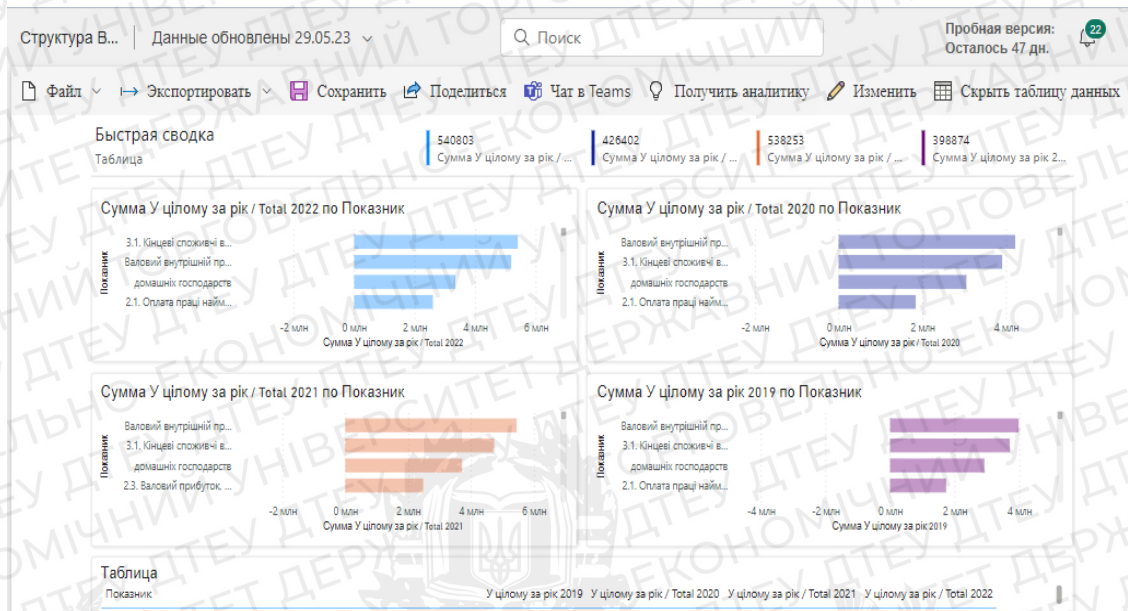 Структура В...
Данные обновлены 29.05.23
Поиск
Пробная версия:
Осталось 47 дн.
22
Файл
Экспортировать
Сохранить
Поделиться
Чат в Teams
Получить аналитику
Изменить
Скрыть таблицу данных
Быстрая сводка
Таблица
540803
Сумма У цілому за рік / ...
426402
Сумма У цілому за рік / ...
538253
Сумма У цілому за рік / ...
398874
Сумма У цілому за рік 2...
Сумма У цілому за рік / Total 2022 по Показник
Показник
3.1. Кінцеві споживчі в...
Валовий внутрішній пр...
домашніх господарств
2.1. Оплата праці найм...
-2 млн 0 млн 2 млн 4 млн 6 млн
Сумма У цілому за рік / Total 2022
Сумма У цілому за рік / Total 2020 по Показник
Показник
Валовий внутрішній пр...
3.1. Кінцеві споживчі в...
домашніх господарств
2.1. Оплата праці найм...
-2 млн 0 млн 2 млн 4 млн
Сумма У цілому за рік / Total 2020
Сумма У цілому за рік / Total 2021 по Показник
Показник
Валовий внутрішній пр...
3.1. Кінцеві споживчі в...
домашніх господарств
2.3. Валовий прибуток, ...
-2 млн 0 млн 2 млн 4 млн 6 млн
Сумма У цілому за рік / Total 2021
Сумма У цілому за рік 2019 по Показник
Показник
Валовий внутрішній пр...
3.1. Кінцеві споживчі в...
домашніх господарств
2.1. Оплата праці найм...
-4 млн -2 млн 0 млн 2 млн 4 млн
Сумма У цілому за рік 2019
Таблица
Показник У цілому за рік 2019 У цілому за рік / Total 2020 У цілому за рік / Total 2021 У цілому за рік / Total 2022